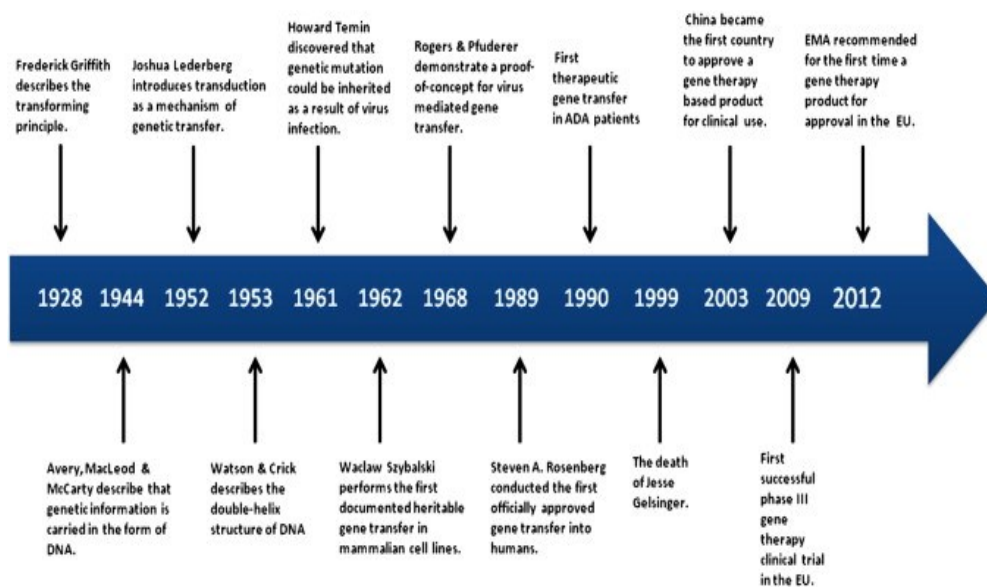 Frederick Griffith
describes the
transforming
principle.
Joshua Lederberg
introduces transduction
as a mechanism of
genetic transfer.
Howard Temin
discovered that
genetic mutation
could be inherited
as a result of virus
infection.
Rogers & Pfuderer
demonstrate a proof-
of-concept for virus
mediated gene
transfer.
First
therapeutic
gene transfer
in ADA patients
China became
the first country
to approve a
gene therapy
based product
for clinical use.
EMA recommended
for the first time a
gene therapy
product for
approval in the EU.
1928 1944 1952 1953 1961 1962 1968 1989 1990 1999 2003 2009 2012
Avery, MacLeod &
McCarty describe that
genetic information is
carried in the form of
DNA.
Watson & Crick
describes the
double-helix
structure of DNA
Waclaw Szybalski
performs the first
documented heritable
gene transfer in
mammalian cell lines.
Steven A. Rosenberg
conducted the first
officially approved
gene transfer into
humans.
The death
of Jesse
Gelsinger.
First
successful
phase III
gene
therapy
clinical trial
in the EU.